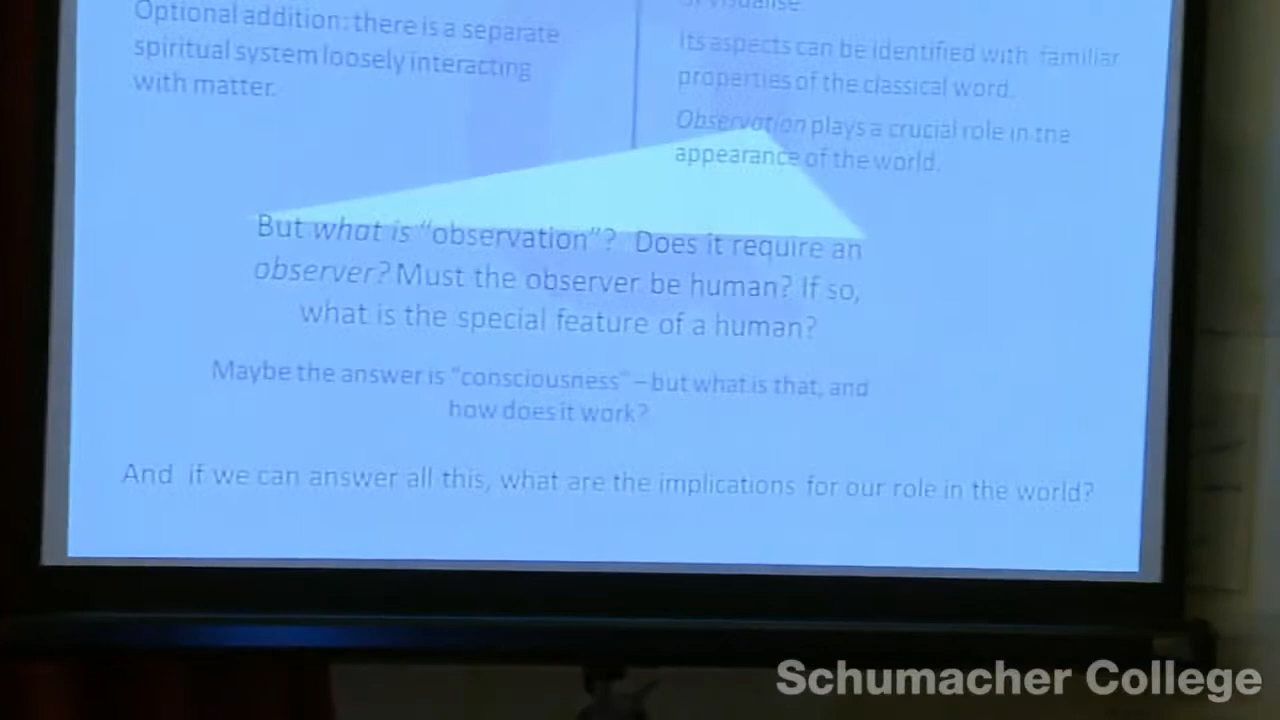 Optional addition: there is a separate
spiritual system loosely interacting
with matter.
or visualise.
Its aspects can be identified with familiar
properties of the classical word.
Observation plays a crucial role in the
appearance of the world.
But what is "observation"? Does it require an
observer? Must the observer be human? If so,
what is the special feature of a human?
Maybe the answer is "consciousness" – but what is that, and
how does it work?
And if we can answer all this, what are the implications for our role in the world?
Schumacher College